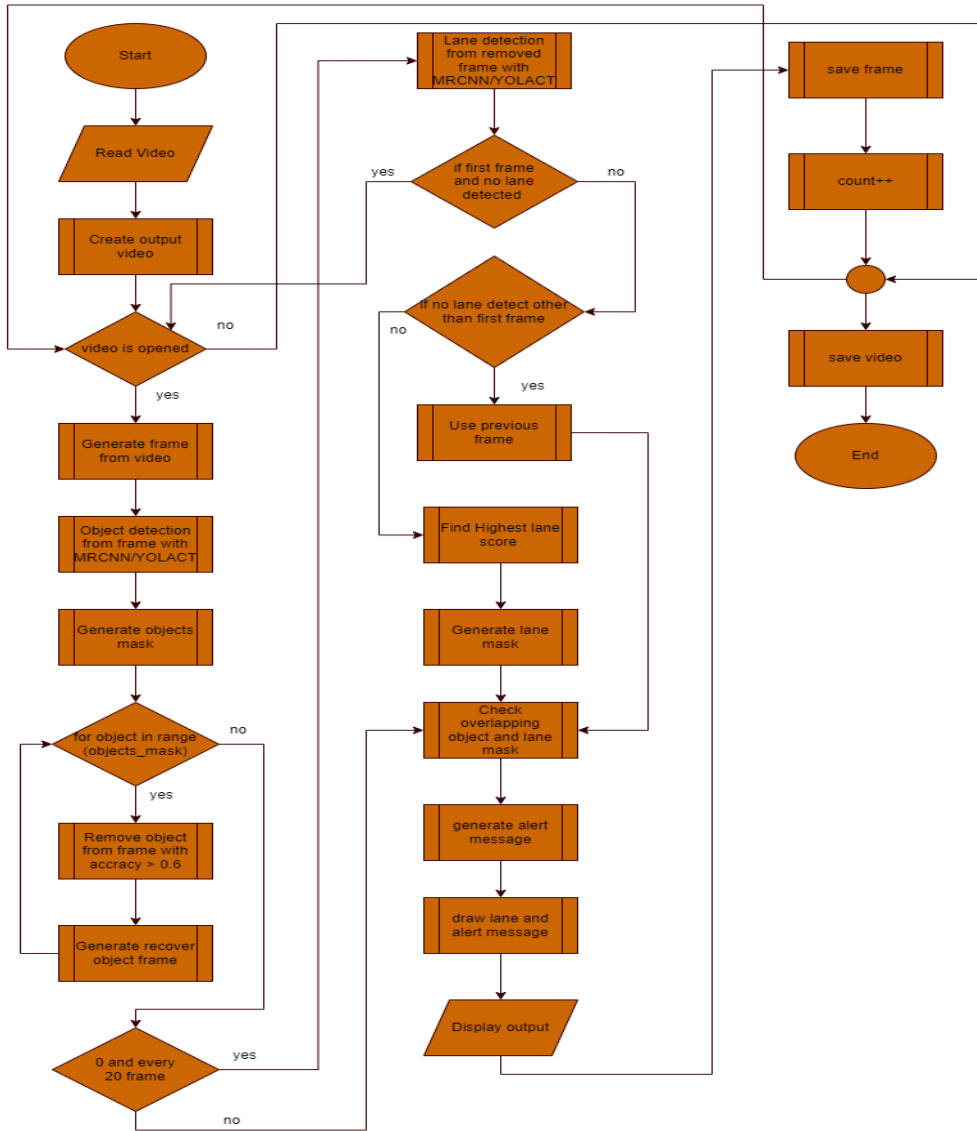 Start
Read Video
Create output
video
video is opened
no
yes
Generate frame
from video
Object detection
from frame with
MRCNN/YOLACT
Generate objects
mask
for object in range
(objects_mask)
no
yes
Remove object
from frame with
accracy > 0.6
Generate recover
object frame
0 and every
20 frame
yes
no
Lane detection
from removed
frame with
MRCNN/YOLACT
if first frame
and no lane
detected
yes
no
if no lane detect other
than first frame
no
yes
Use previous
frame
Find Highest lane
score
Generate lane
mask
Check
overlapping
object and lane
mask
generate alert
message
draw lane and
alert message
Display output
save frame
count++
save video
End